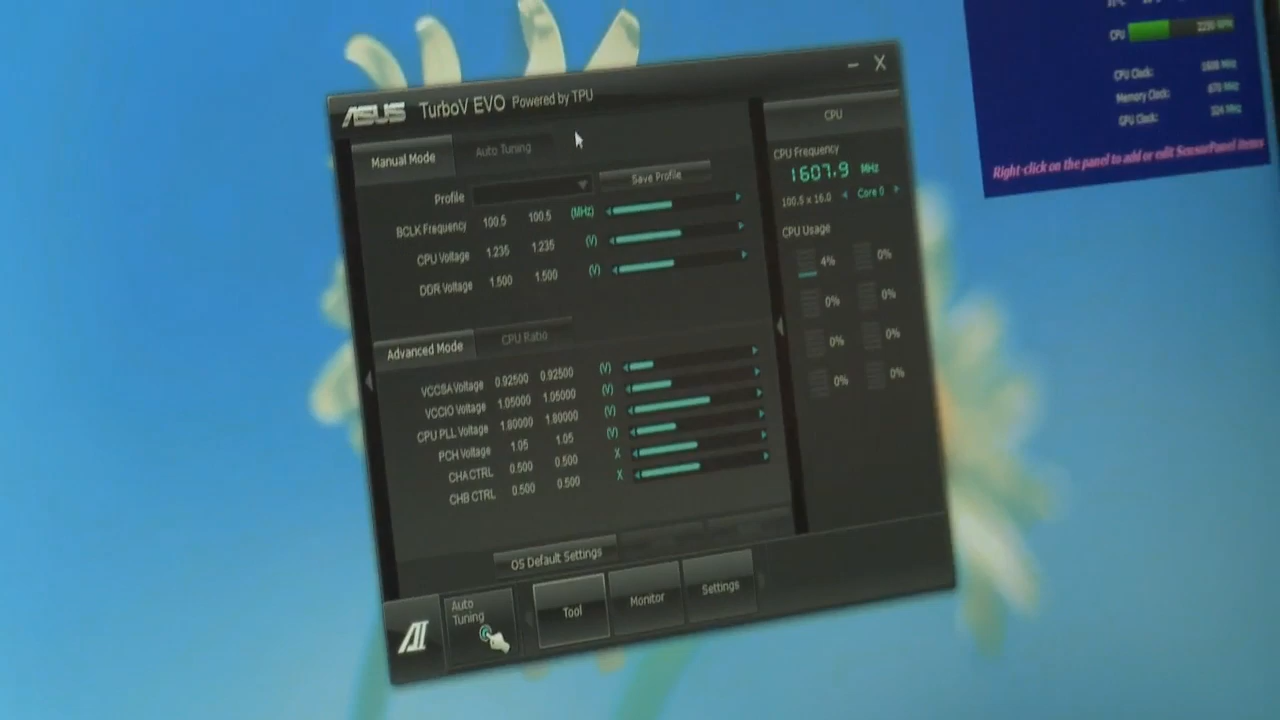 ASUS TurboV EVO Powered by TPU
Manual Mode Auto Tuning
Profile Save Profile
BCLK Frequency 100.5 100.5 (MHz)
CPU Voltage 1.235 1.235 (V)
DDR Voltage 1.500 1.500 (V)
Advanced Mode CPU Ratio
VCCSA Voltage 0.92500 0.92500 (V)
VCCIO Voltage 1.05000 1.05000 (V)
CPU PLL Voltage 1.80000 1.80000 (V)
PCH Voltage 1.05 1.05 (V)
CHA CTRL 0.500 0.500 X
CHB CTRL 0.500 0.500 X
OS Default Settings
AI Auto Tuning Tool Monitor Settings
CPU
CPU Frequency
1607.9 MHz
100.5 x 16.0 Core 0
CPU Usage
4% 0%
0% 0%
0% 0%
0% 0%
CPU
CPU Clock: MHz
Memory Clock: MHz
GPU Clock: MHz
Right-click on the panel to add or edit SensorPanel items